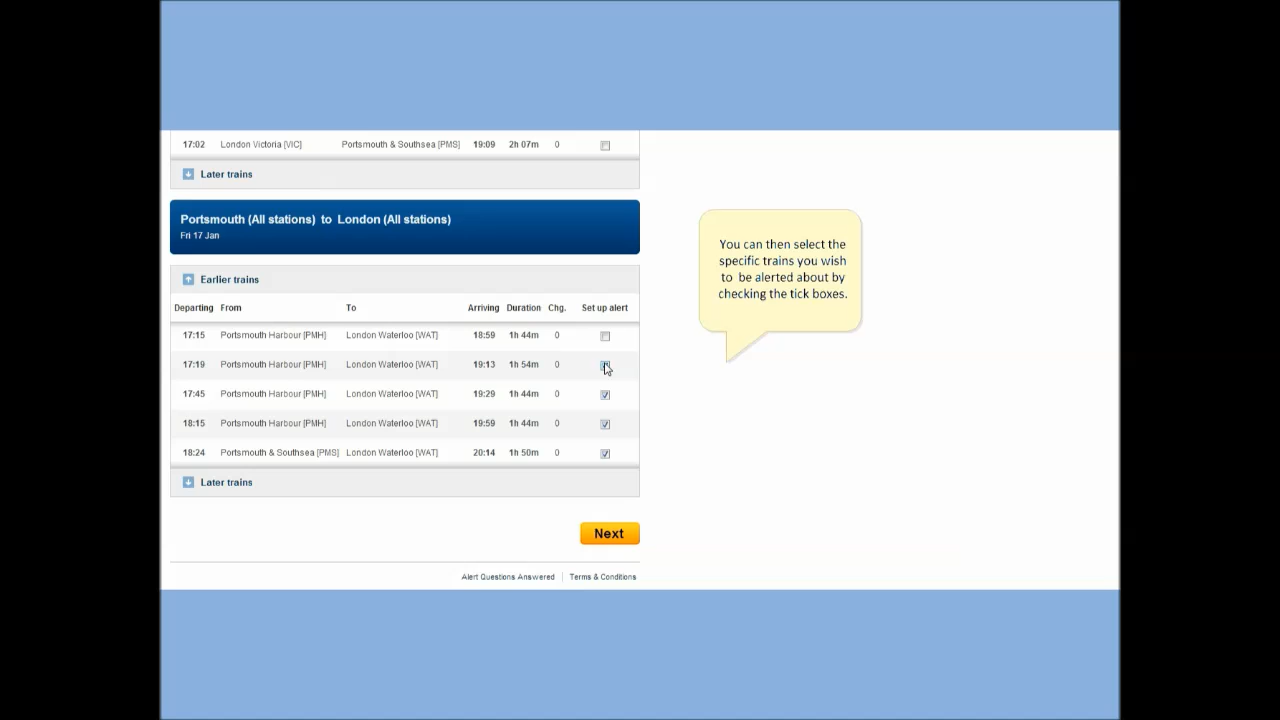 17:02 London Victoria [VIC] Portsmouth & Southsea [PMS] 19:09 2h 07m 0
Later trains
Portsmouth (All stations) to London (All stations)
Fri 17 Jan
Earlier trains
Departing From To Arriving Duration Chg. Set up alert
17:15 Portsmouth Harbour [PMH] London Waterloo [WAT] 18:59 1h 44m 0
17:19 Portsmouth Harbour [PMH] London Waterloo [WAT] 19:13 1h 54m 0
17:45 Portsmouth Harbour [PMH] London Waterloo [WAT] 19:29 1h 44m 0
18:15 Portsmouth Harbour [PMH] London Waterloo [WAT] 19:59 1h 44m 0
18:24 Portsmouth & Southsea [PMS] London Waterloo [WAT] 20:14 1h 50m 0
Later trains
Next
Alert Questions Answered | Terms & Conditions
You can then select the
specific trains you wish
to be alerted about by
checking the tick boxes.